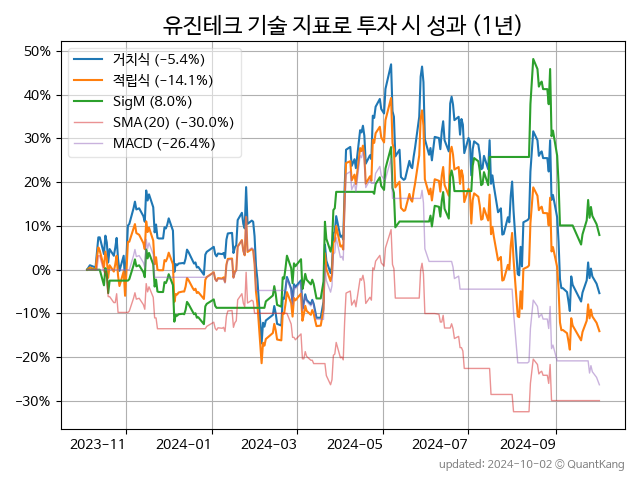 유진테크 기술 지표로 투자 시 성과 (1년)
50%
40%
30%
20%
10%
0%
−10%
−20%
−30%
거치식 (−5.4%)
적립식 (−14.1%)
SigM (8.0%)
SMA(20) (−30.0%)
MACD (−26.4%)
2023-11 2024-01 2024-03 2024-05 2024-07 2024-09
updated: 2024-10-02 © QuantKang